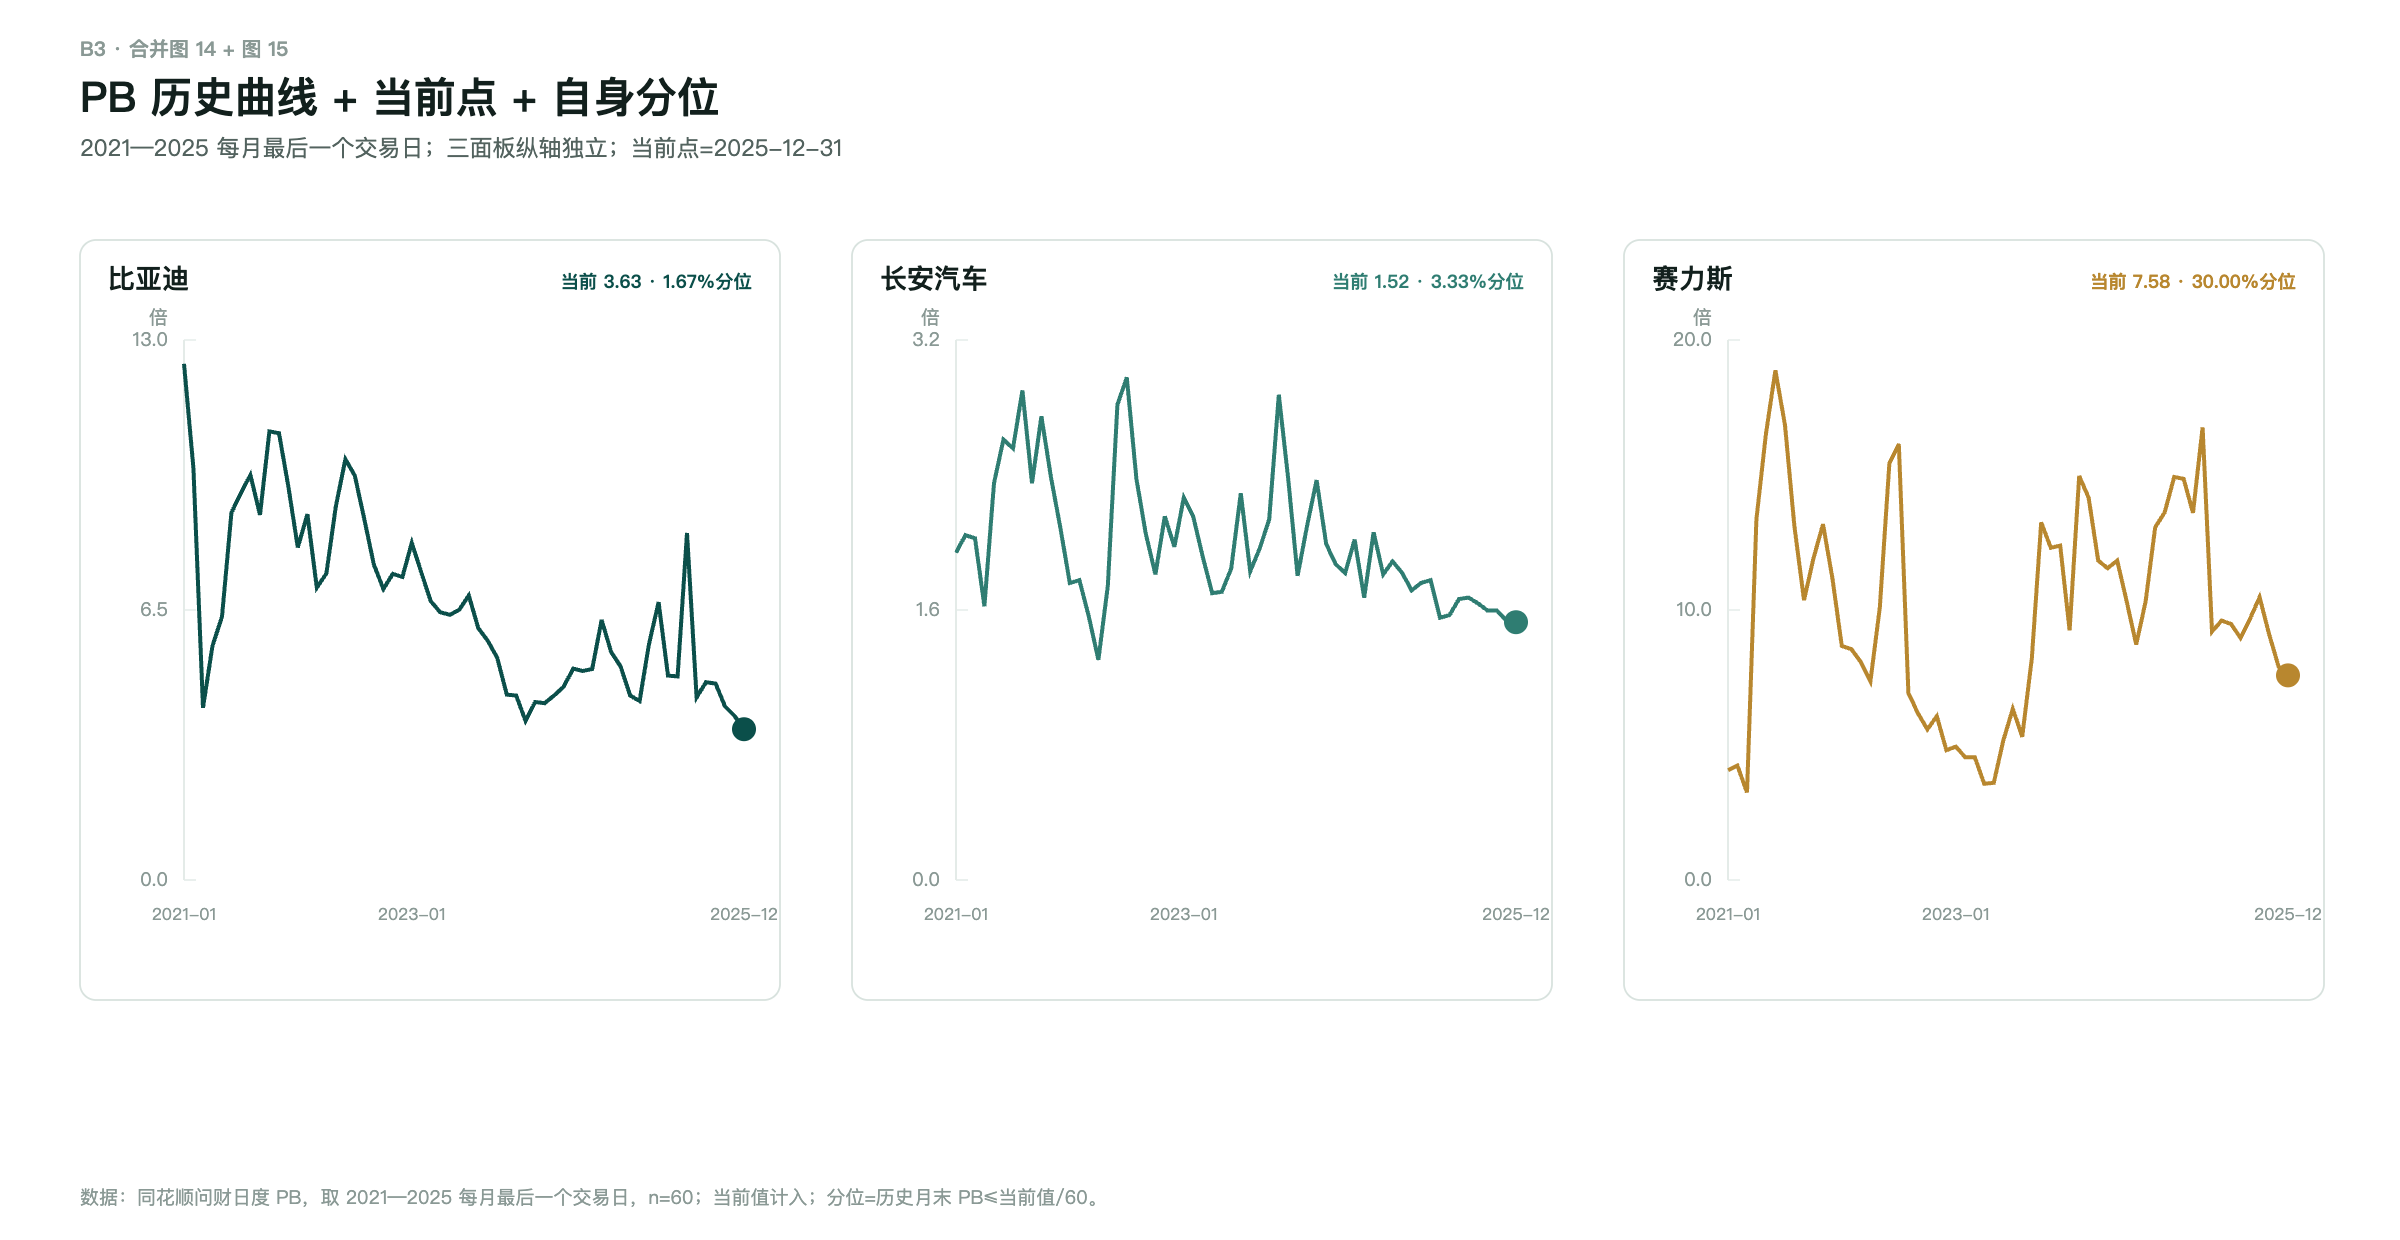 B3 · 合并图 14 + 图 15
PB 历史曲线 + 当前点 + 自身分位
2021—2025 每月最后一个交易日；三面板纵轴独立；当前点=2025–12–31
比亚迪
当前 3.63 · 1.67%分位
倍
13.0
6.5
0.0
2021–01
2023–01
2025–12
长安汽车
当前 1.52 · 3.33%分位
倍
3.2
1.6
0.0
2021–01
2023–01
2025–12
赛力斯
当前 7.58 · 30.00%分位
倍
20.0
10.0
0.0
2021–01
2023–01
2025–12
数据：同花顺问财日度 PB，取 2021—2025 每月最后一个交易日，n=60；当前值计入；分位=历史月末 PB≤当前值/60。